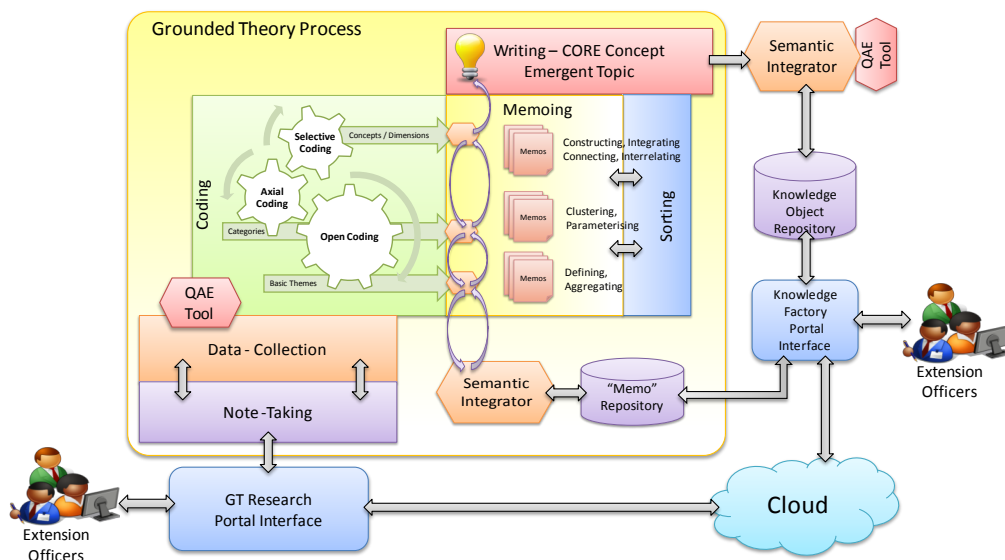 Grounded Theory Process
Writing – CORE Concept
Emergent Topic
Semantic
Integrator
QAE
Tool
Memoing
Coding
Selective
Coding
Concepts / Dimensions
Memos
Constructing, Integrating
Connecting, Interrelating
Axial
Coding
Open Coding
Categories
Memos
Clustering,
Parameterising
Sorting
Knowledge
Object
Repository
Basic Themes
Memos
Defining,
Aggregating
QAE
Tool
Knowledge
Factory
Portal
Interface
Extension
Officers
Data - Collection
Note -Taking
Semantic
Integrator
“Memo”
Repository
GT Research
Portal Interface
Cloud
Extension
Officers